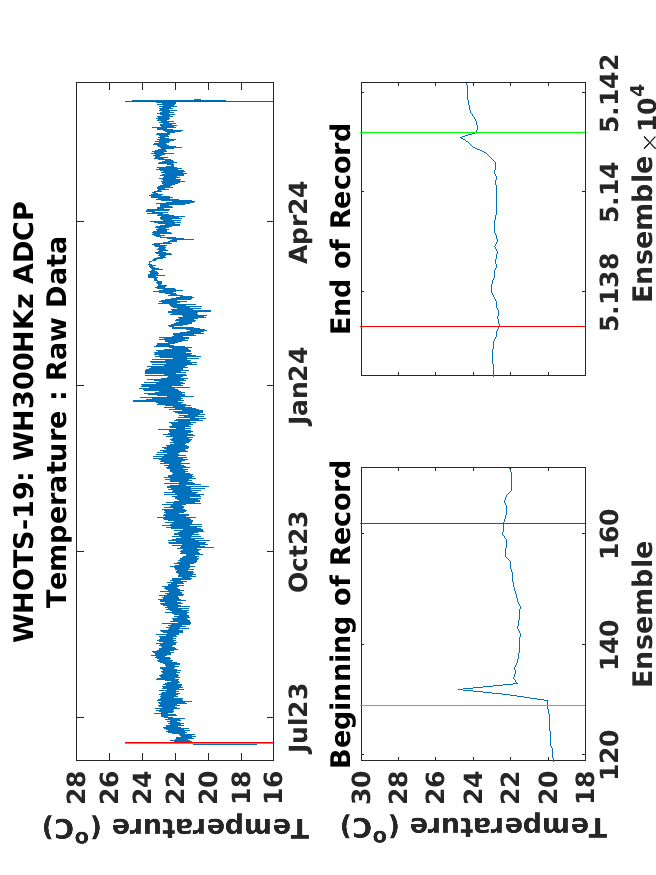 WHOTS-19: WH300HKz ADCP
Temperature : Raw Data
28
26
24
22
20
18
16
Temperature (°C)
Jul23
Oct23
Jan24
Apr24
Beginning of Record
30
28
26
24
22
20
18
Temperature (°C)
120
140
160
Ensemble
End of Record
5.138
5.14
5.142
Ensemble ×10⁴